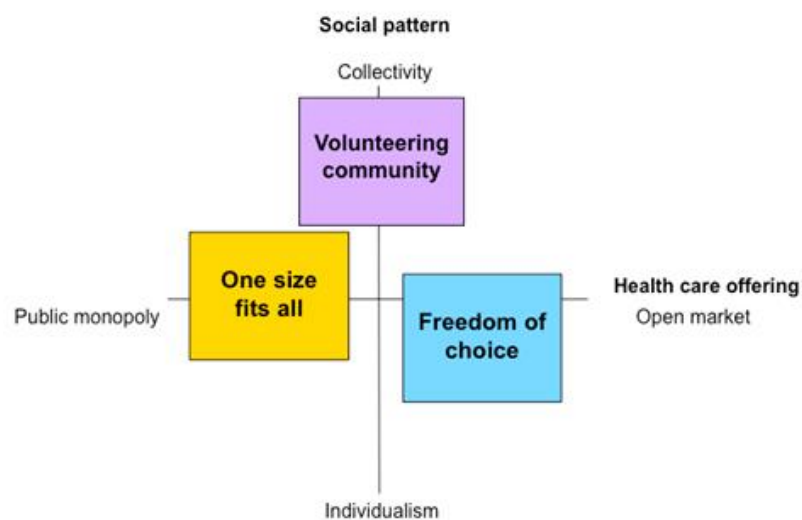 Social pattern
Collectivity
Volunteering
community
One size
fits all
Health care offering
Public monopoly
Open market
Freedom of
choice
Individualism